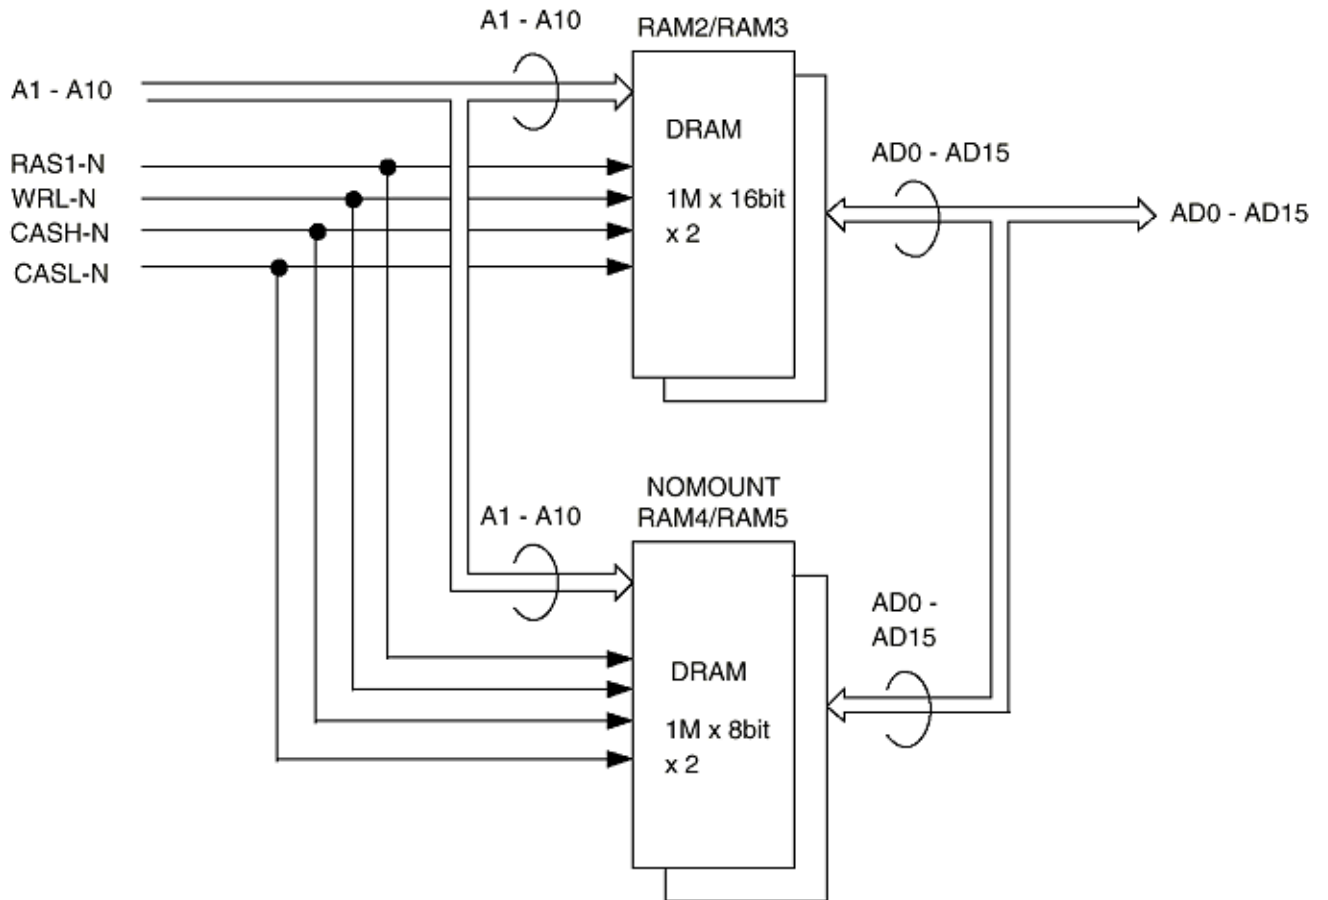 A1 - A10
RAM2/RAM3
A1 - A10
DRAM
AD0 - AD15
RAS1-N
WRL-N
1M x 16bit
AD0 - AD15
CASH-N
x 2
CASL-N
NOMOUNT
A1 - A10
RAM4/RAM5
AD0 -
AD15
DRAM
1M x 8bit
x 2